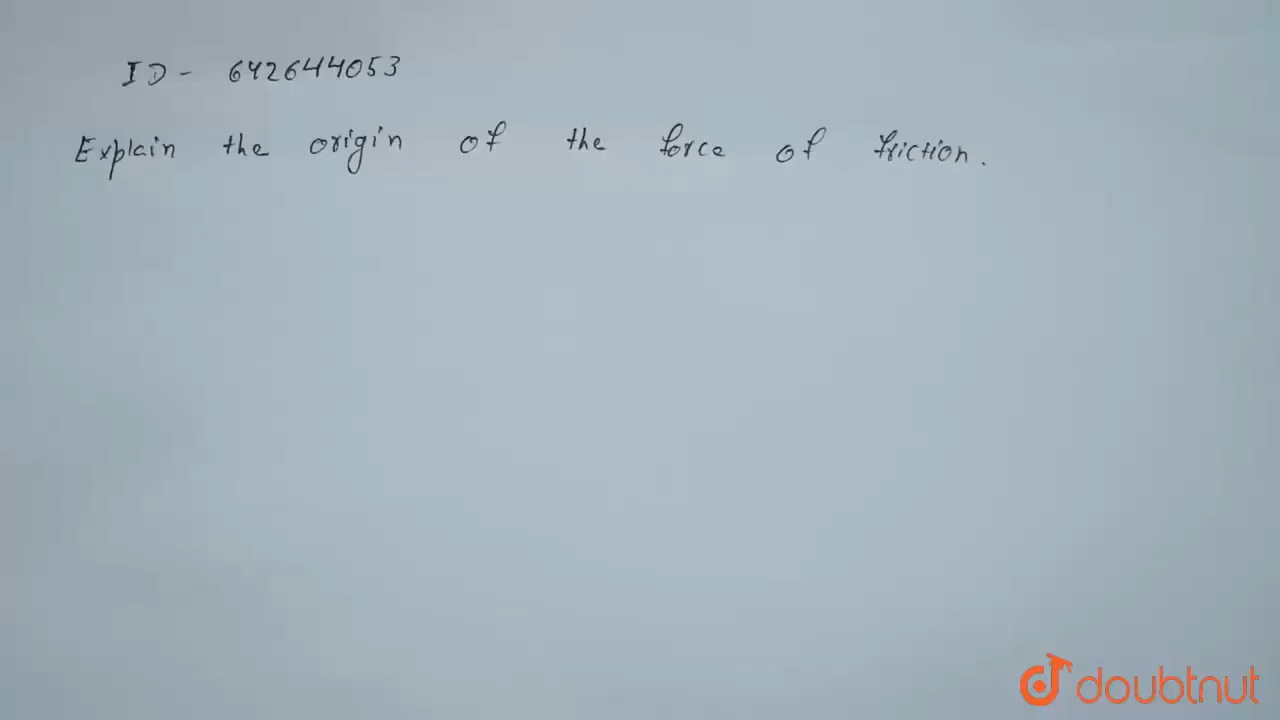 ID - 642644053
Explain the origin of the force of friction.
doubtnut